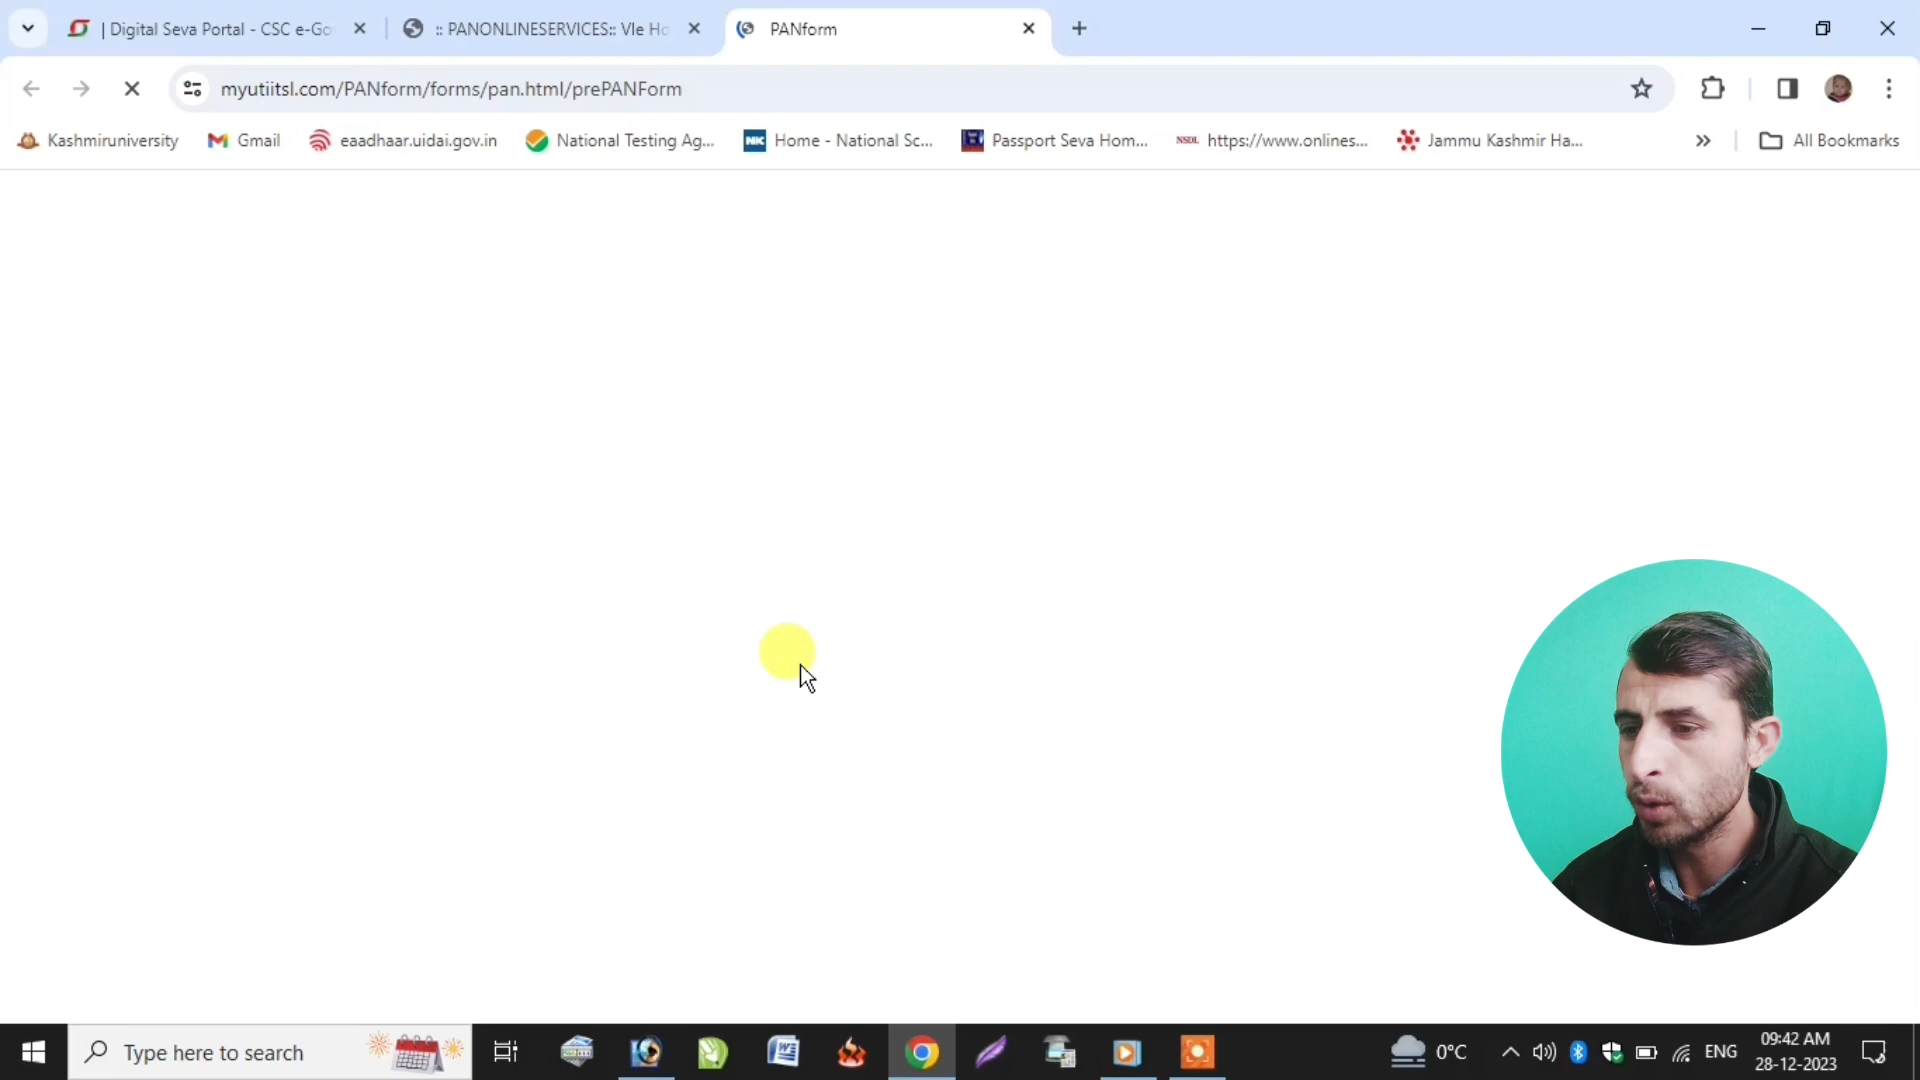 | Digital Seva Portal - CSC e-Go
:: PANONLINESERVICES:: Vle Ho
PANform
myutiitsl.com/PANform/forms/pan.html/prePANForm
Kashmiruniversity
Gmail
eaadhaar.uidai.gov.in
National Testing Ag...
NK
Home - National Sc...
Passport Seva Hom...
NSDL
https://www.onlines...
Jammu Kashmir Ha...
All Bookmarks
Type here to search
0°C
ENG
09:42 AM
28-12-2023